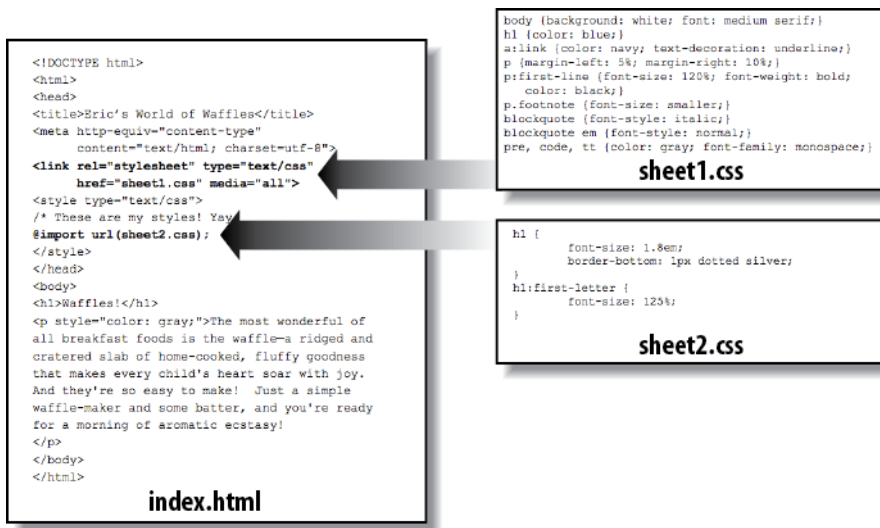 <!DOCTYPE html>
<html>
<head>
<title>Eric's World of Waffles</title>
<meta http-equiv="content-type"
content="text/html; charset=utf-8">
<link rel="stylesheet" type="text/css"
href="sheet1.css" media="all">
<style type="text/css">
/* These are my styles! Yay
@import url(sheet2.css);
</style>
</head>
<body>
<h1>Waffles!</h1>
<p style="color: gray;">The most wonderful of
all breakfast foods is the waffle—a ridged and
cratered slab of home-cooked, fluffy goodness
that makes every child's heart soar with joy.
And they're so easy to make! Just a simple
waffle-maker and some batter, and you're ready
for a morning of aromatic ecstasy!
</p>
</body>
</html>
index.html
body {background: white; font: medium serif;}
h1 {color: blue;}
a:link {color: navy; text-decoration: underline;}
p {margin-left: 5%; margin-right: 10%;}
p:first-line {font-size: 120%; font-weight: bold;
color: black;}
p.footnote {font-size: smaller;}
blockquote {font-style: italic;}
blockquote em {font-style: normal;}
pre, code, tt {color: gray; font-family: monospace;}
sheet1.css
h1 {
font-size: 1.8em;
border-bottom: 1px dotted silver;
}
h1:first-letter {
font-size: 125%;
}
sheet2.css